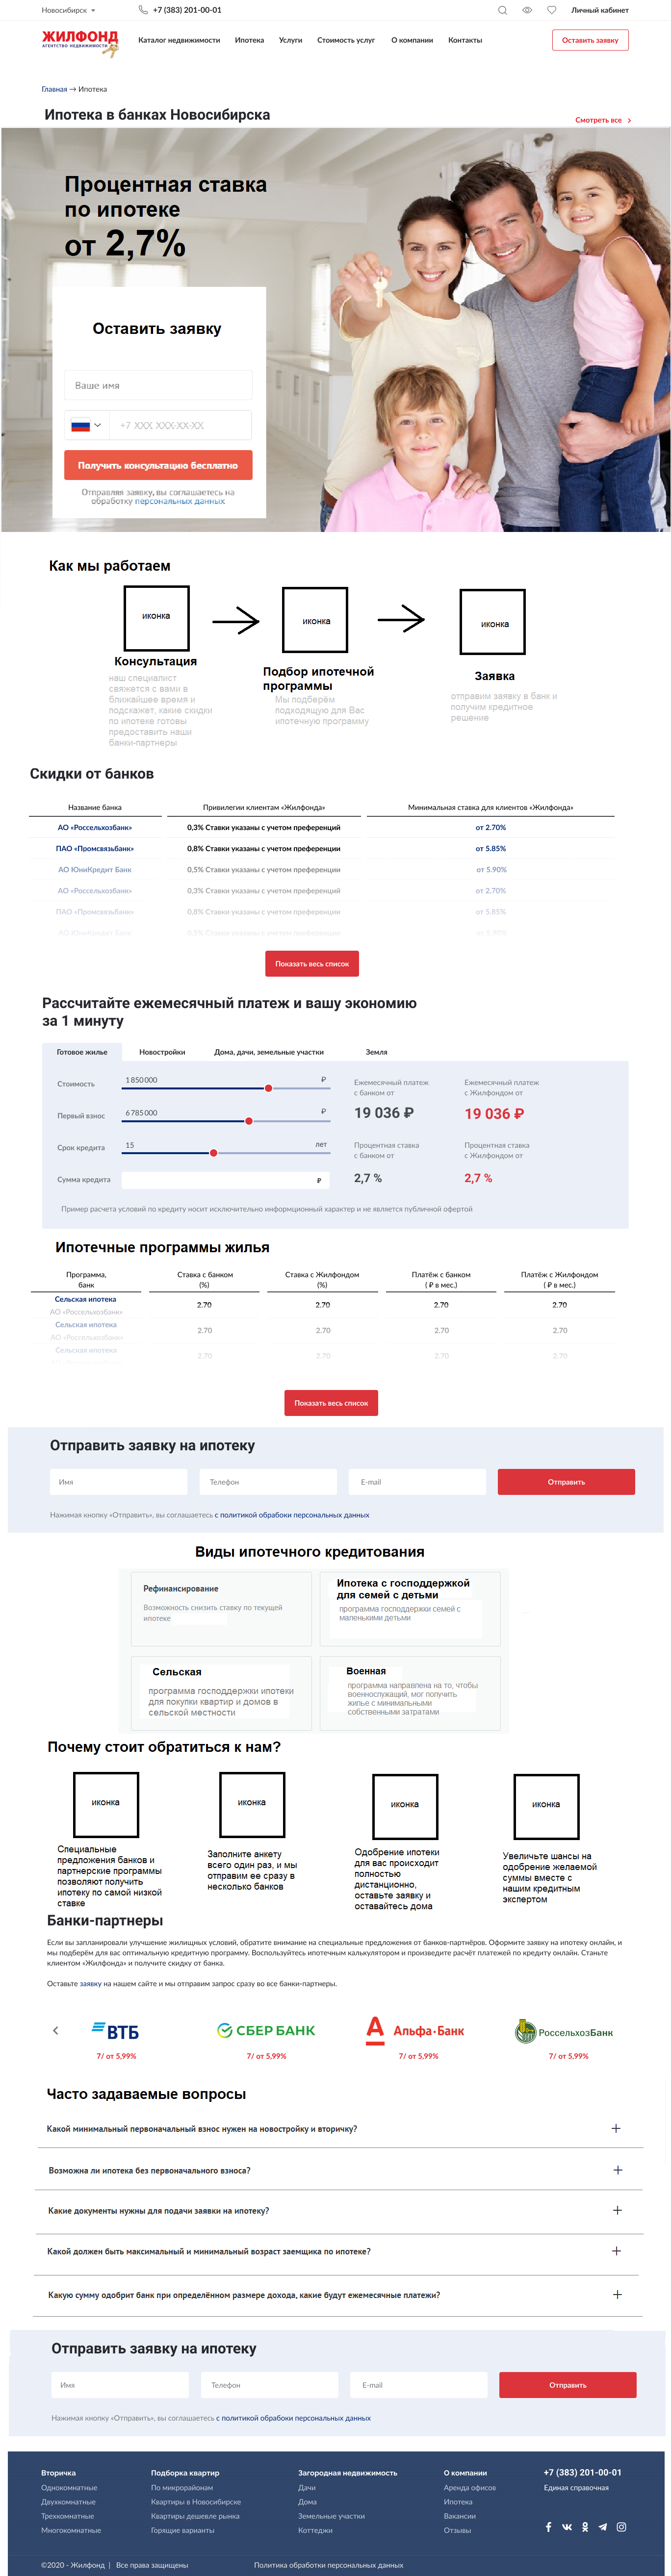 Новосибирск
+7 (383) 201-00-01
Личный кабинет
ЖИЛФОНД
АГЕНТСТВО НЕДВИЖИМОСТИ
Каталог недвижимости Ипотека Услуги Стоимость услуг О компании Контакты
Оставить заявку
Главная → Ипотека
Ипотека в банках Новосибирска
Смотреть все
Процентная ставка
по ипотеке
от 2,7%
Оставить заявку
Ваше имя
+7 XXX XXX-XX-XX
Получить консультацию бесплатно
Отправляя заявку, вы соглашаетесь на
обработку персональных данных
Как мы работаем
иконка
иконка
иконка
Консультация
наш специалист
свяжется с вами в
ближайшее время и
подскажет, какие скидки
по ипотеке готовы
предоставить наши
банки-партнеры
Подбор ипотечной
программы
Мы подберём
подходящую для Вас
ипотечную программу
Заявка
отправим заявку в банк и
получим кредитное
решение
Скидки от банков
Название банка Привилегии клиентам «Жилфонда» Минимальная ставка для клиентов «Жилфонда»
АО «Россельхозбанк» 0,3% Ставки указаны с учетом преференций от 2.70%
ПАО «Промсвязьбанк» 0,8% Ставки указаны с учетом преференции от 5.85%
АО ЮниКредит Банк 0,5% Ставки указаны с учетом преференции от 5.90%
АО «Россельхозбанк» 0,3% Ставки указаны с учетом преференций от 2.70%
ПАО «Промсвязьбанк» 0,8% Ставки указаны с учетом преференции от 5.85%
АО ЮниКредит Банк 0,5% Ставки указаны с учетом преференции от 5.90%
Показать весь список
Рассчитайте ежемесячный платеж и вашу экономию
за 1 минуту
Готовое жилье Новостройки Дома, дачи, земельные участки Земля
Стоимость 1 850 000 ₽
Первый взнос 6 785 000 ₽
Срок кредита 15 лет
Сумма кредита ₽
Ежемесячный платеж
с банком от
19 036 ₽
Ежемесячный платеж
с Жилфондом от
19 036 ₽
Процентная ставка
с банком от
2,7 %
Процентная ставка
с Жилфондом от
2,7 %
Пример расчета условий по кредиту носит исключительно информционный характер и не является публичной офертой
Ипотечные программы жилья
Программа,
банк
Ставка с банком
(%)
Ставка с Жилфондом
(%)
Платёж с банком
( ₽ в мес.)
Платёж с Жилфондом
( ₽ в мес.)
Сельская ипотека
АО «Россельхозбанк»
2.70 2.70 2.70 2.70
Сельская ипотека
АО «Россельхозбанк»
2.70 2.70 2.70 2.70
Сельская ипотека
2.70 2.70 2.70 2.70
Показать весь список
Отправить заявку на ипотеку
Имя Телефон E-mail Отправить
Нажимая кнопку «Отправить», вы соглашаетесь с политикой обрабоки персональных данных
Виды ипотечного кредитования
Рефинансирование
Возможность снизить ставку по текущей
ипотеке
Ипотека с господдержкой
для семей с детьми
программа господдержки семей с
маленькими детьми
Сельская
программа господдержки ипотеки
для покупки квартир и домов в
сельской местности
Военная
программа направлена на то, чтобы
военнослужащий, мог получить
жилье с минимальными
собственными затратами
Почему стоит обратиться к нам?
иконка
иконка
иконка
иконка
Специальные
предложения банков и
партнерские программы
позволяют получить
ипотеку по самой низкой
ставке
Заполните анкету
всего один раз, и мы
отправим ее сразу в
несколько банков
Одобрение ипотеки
для вас происходит
полностью
дистанционно,
оставьте заявку и
оставайтесь дома
Увеличьте шансы на
одобрение желаемой
суммы вместе с
нашим кредитным
экспертом
Банки-партнеры
Если вы запланировали улучшение жилищных условий, обратите внимание на специальные предложения от банков-партнёров. Оформите заявку на ипотеку онлайн, и
мы подберём для вас оптимальную кредитную программу. Воспользуйтесь ипотечным калькулятором и произведите расчёт платежей по кредиту онлайн. Станьте
клиентом «Жилфонда» и получите скидку от банка.
Оставьте заявку на нашем сайте и мы отправим запрос сразу во все банки-партнеры.
ВТБ
СБЕР БАНК
Альфа·Банк
РоссельхозБанк
7/ от 5,99% 7/ от 5,99% 7/ от 5,99% 7/ от 5,99%
Часто задаваемые вопросы
Какой минимальный первоначальный взнос нужен на новостройку и вторичку?
Возможна ли ипотека без первоначального взноса?
Какие документы нужны для подачи заявки на ипотеку?
Какой должен быть максимальный и минимальный возраст заемщика по ипотеке?
Какую сумму одобрит банк при определённом размере дохода, какие будут ежемесячные платежи?
Отправить заявку на ипотеку
Имя Телефон E-mail Отправить
Нажимая кнопку «Отправить», вы соглашаетесь с политикой обрабоки персональных данных
Вторичка
Однокомнатные
Двухкомнатные
Трехкомнатные
Многокомнатные
Подборка квартир
По микрорайонам
Квартиры в Новосибирске
Квартиры дешевле рынка
Горящие варианты
Загородная недвижимость
Дачи
Дома
Земельные участки
Коттеджи
О компании
Аренда офисов
Ипотека
Вакансии
Отзывы
+7 (383) 201-00-01
Единая справочная
©2020 - Жилфонд | Все права защищены
Политика обработки персональных данных